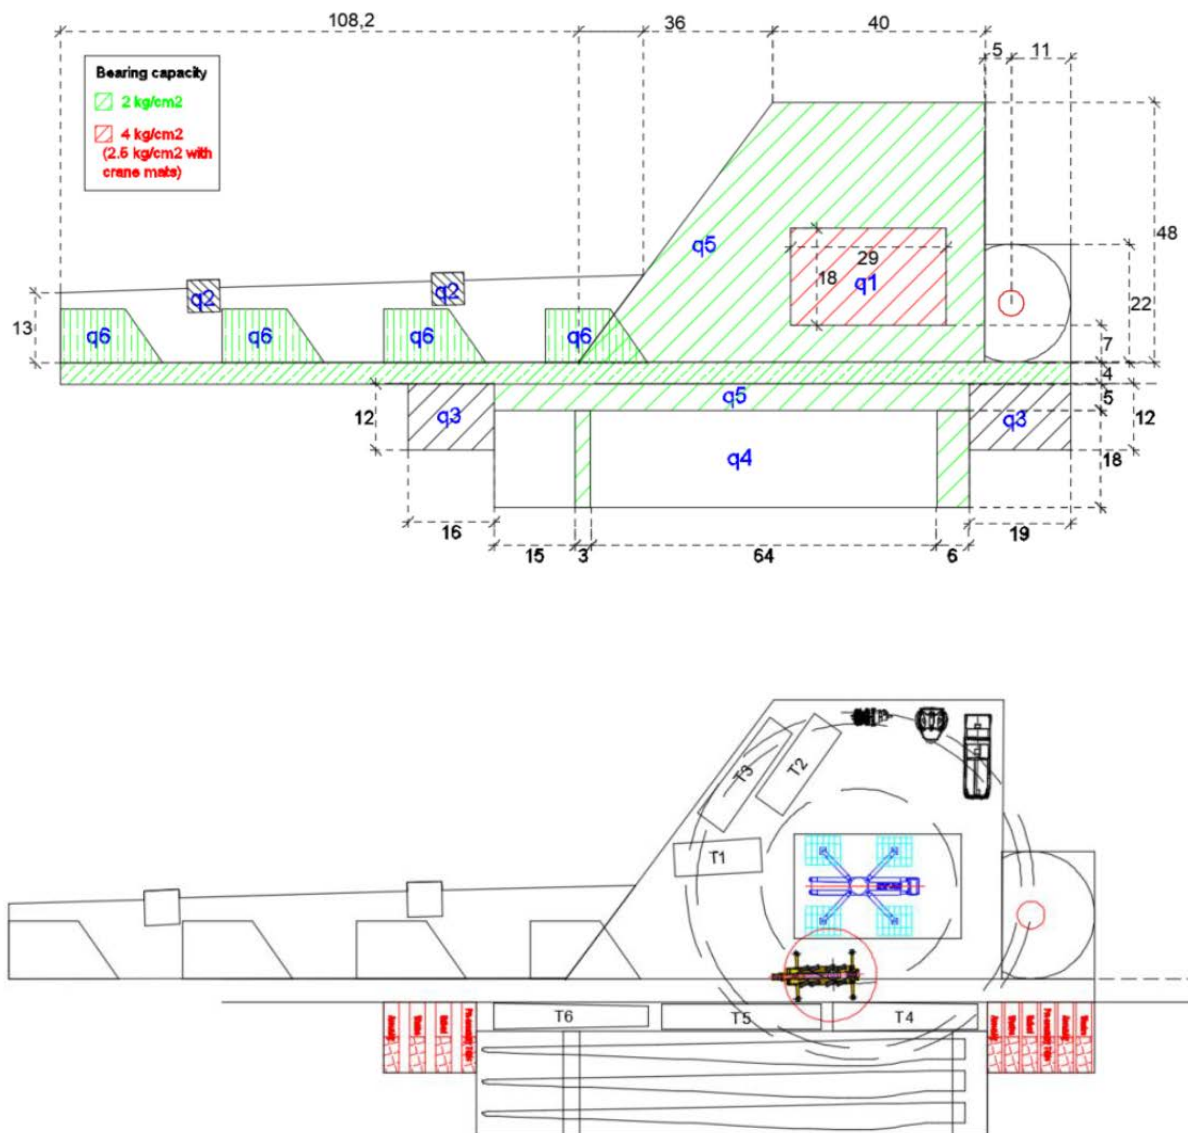 108,2
36
40
5
11
Bearing capacity
2 kg/cm2
4 kg/cm2
(2.5 kg/cm2 with
crane mats)
48
q5
29
18
q1
22
q2
q2
13
q6
q6
q6
q6
7
4
5
12
q3
q5
q3
12
q4
18
16
19
15
3
64
6
T3
T2
T1
T6
T5
T4